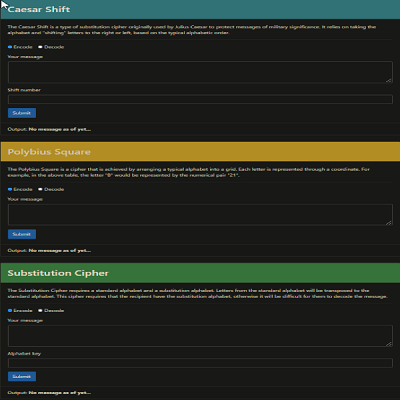 Caesar Shift
The Caesar Shift is a type of substitution cipher originally used by Julius Caesar to protect messages of military significance. It relies on taking the
alphabet and "shifting" letters to the right or left, based on the typical alphabetic order.
Encode Decode
Your message
Shift number
Submit
Output: No message as of yet...
Polybius Square
The Polybius Square is a cipher that is achieved by arranging a typical alphabet into a grid. Each letter is represented through a coordinate. For
example, in the above table, the letter "B" would be represented by the numerical pair "21".
Encode Decode
Your message
Submit
Output: No message as of yet...
Substitution Cipher
The Substitution Cipher requires a standard alphabet and a substitution alphabet. Letters from the standard alphabet will be transposed to the
standard alphabet. This cipher requires that the recipient have the substitution alphabet, otherwise it will be difficult for them to decode the message.
Encode Decode
Your message
Alphabet key
Submit
Output: No message as of yet...